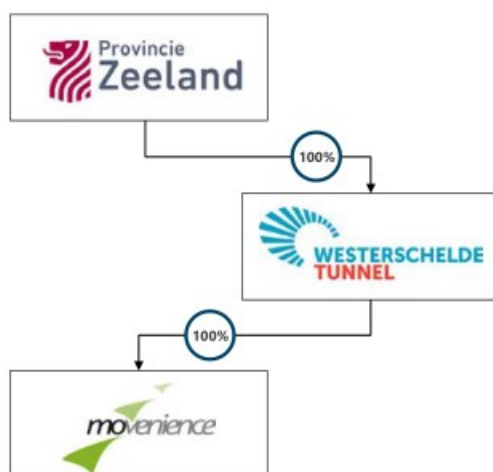 Provincie
Zeeland
100%
WESTERSCHELDE
TUNNEL
100%
movenience